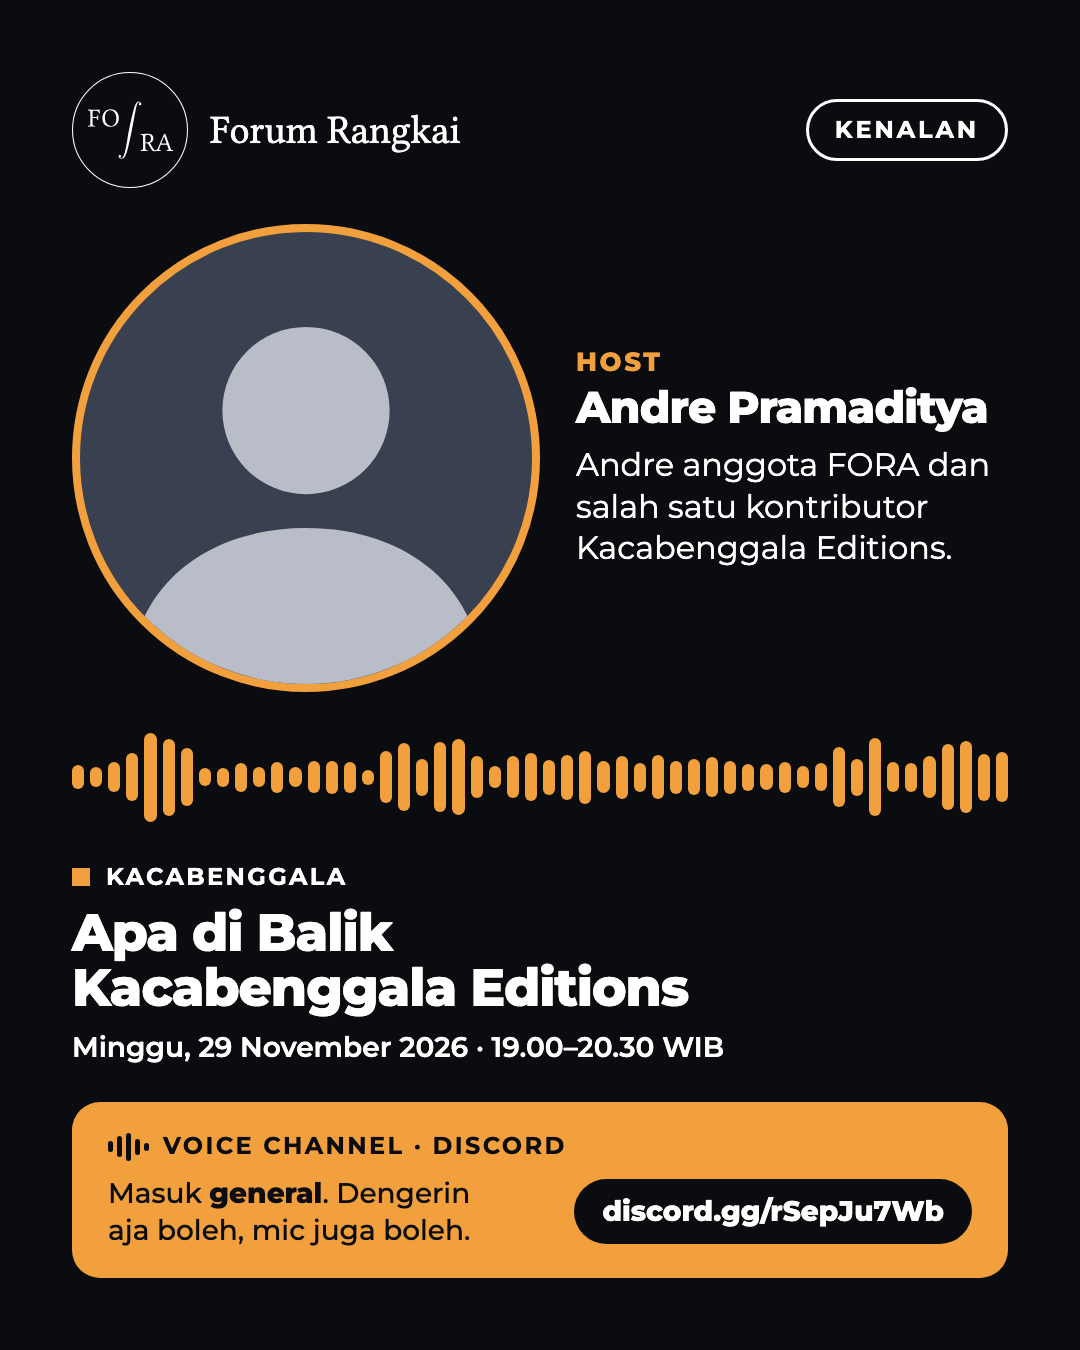 FO RA
Forum Rangkai
KENALAN
HOST
Andre Pramaditya
Andre anggota FORA dan
salah satu kontributor
Kacabenggala Editions.
KACABENGGALA
Apa di Balik
Kacabenggala Editions
Minggu, 29 November 2026 · 19.00–20.30 WIB
VOICE CHANNEL · DISCORD
Masuk general. Dengerin
aja boleh, mic juga boleh.
discord.gg/rSepJu7Wb